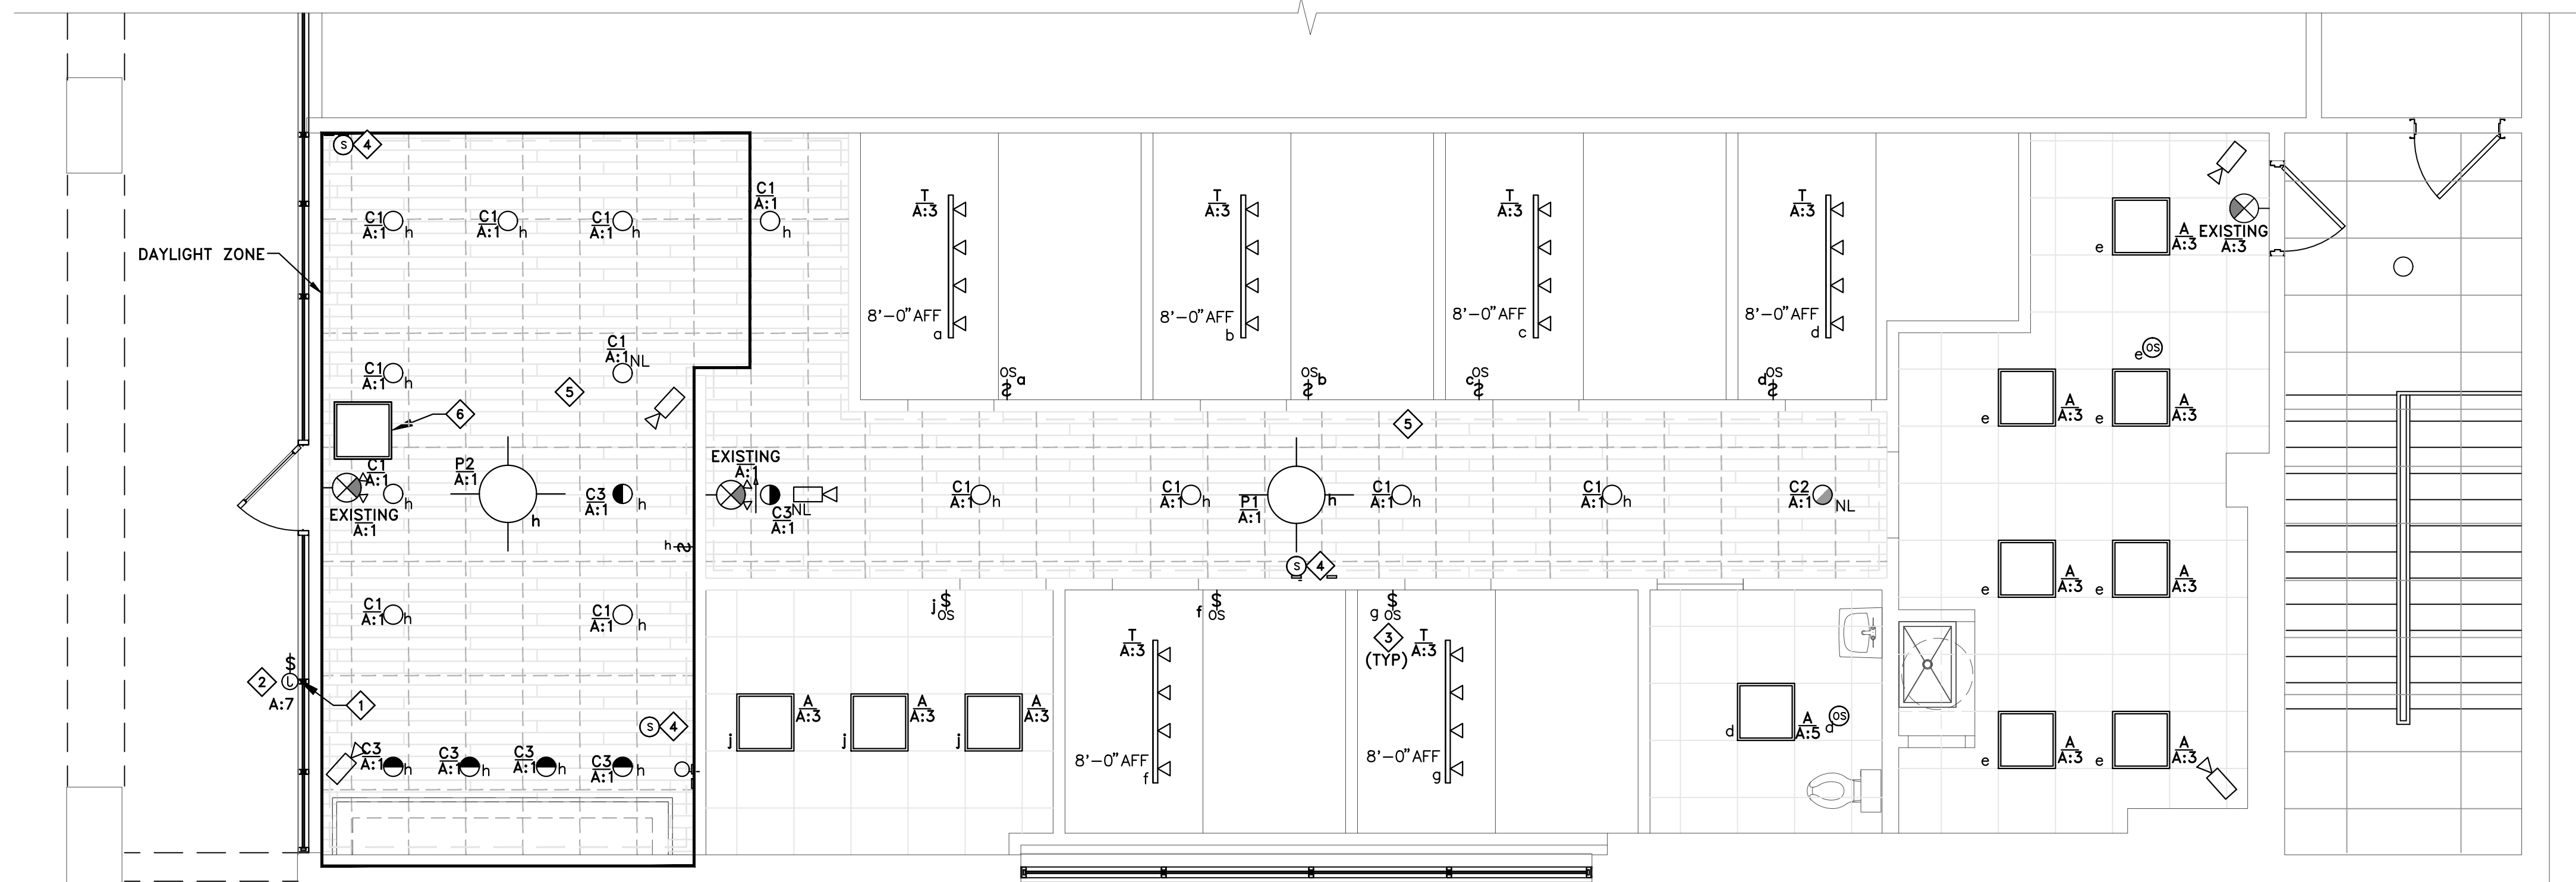 S
4
C1
A:1
h
C1
A:1
h
C1
A:1
h
C1
A:1
h
T
A:3
T
A:3
T
A:3
T
A:3
A
A:3
e
EXISTING
A:3
DAYLIGHT ZONE
8'-0"AFF
a
8'-0"AFF
b
8'-0"AFF
c
8'-0"AFF
d
C1
A:1
h
C1
A:1
NL
5
6
OS
a
OS
b
OS
c
OS
d
e
OS
A
A:3
e
A
A:3
e
5
EXISTING
A:1
C1
A:1
h
EXISTING
A:1
P2
A:1
h
C3
A:1
h
C3
A:1
NL
C1
A:1
h
C1
A:1
h
P1
A:1
h
C1
A:1
h
C1
A:1
h
C2
A:1
NL
h
S
4
A
A:3
e
A
A:3
e
C1
A:1
h
C1
A:1
h
j
$
OS
f
$
OS
$
g
OS
3
(TYP)
T
A:3
T
A:3
$
2
A:7
1
S
4
A
A:3
j
A
A:3
j
A
A:3
j
8'-0"AFF
f
8'-0"AFF
g
A
A:5
d
OS
d
A
A:3
e
A
A:3
e
C3
A:1
h
C3
A:1
h
C3
A:1
h
C3
A:1
h